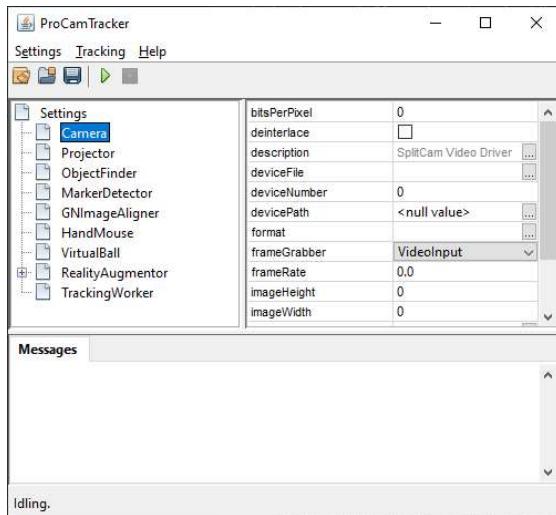 ProCamTracker
Settings Tracking Help
Settings
Camera
Projector
ObjectFinder
MarkerDetector
GNImageAligner
HandMouse
VirtualBall
RealityAugmentor
TrackingWorker
bitsPerPixel 0
deinterlace
description SplitCam Video Driver ...
deviceFile ...
deviceNumber 0
devicePath <null value> ...
format ...
frameGrabber VideoInput
frameRate 0.0
imageHeight 0
imageWidth 0
Messages
Idling.